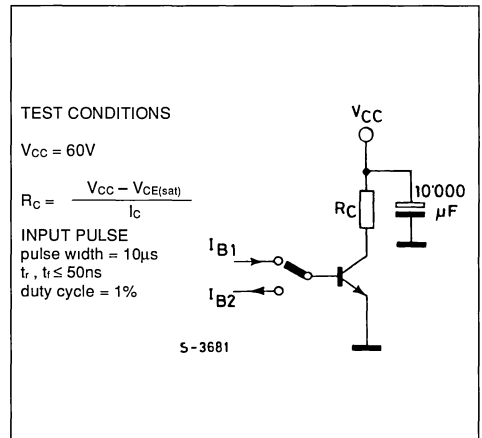 TEST CONDITIONS
Vcc = 60V
Rc = Vcc – VCE(sat) / Ic
INPUT PULSE
pulse width = 10µs
tr , tf ≤ 50ns
duty cycle = 1%
VCC
RC
10'000
µF
IB1
IB2
S-3681